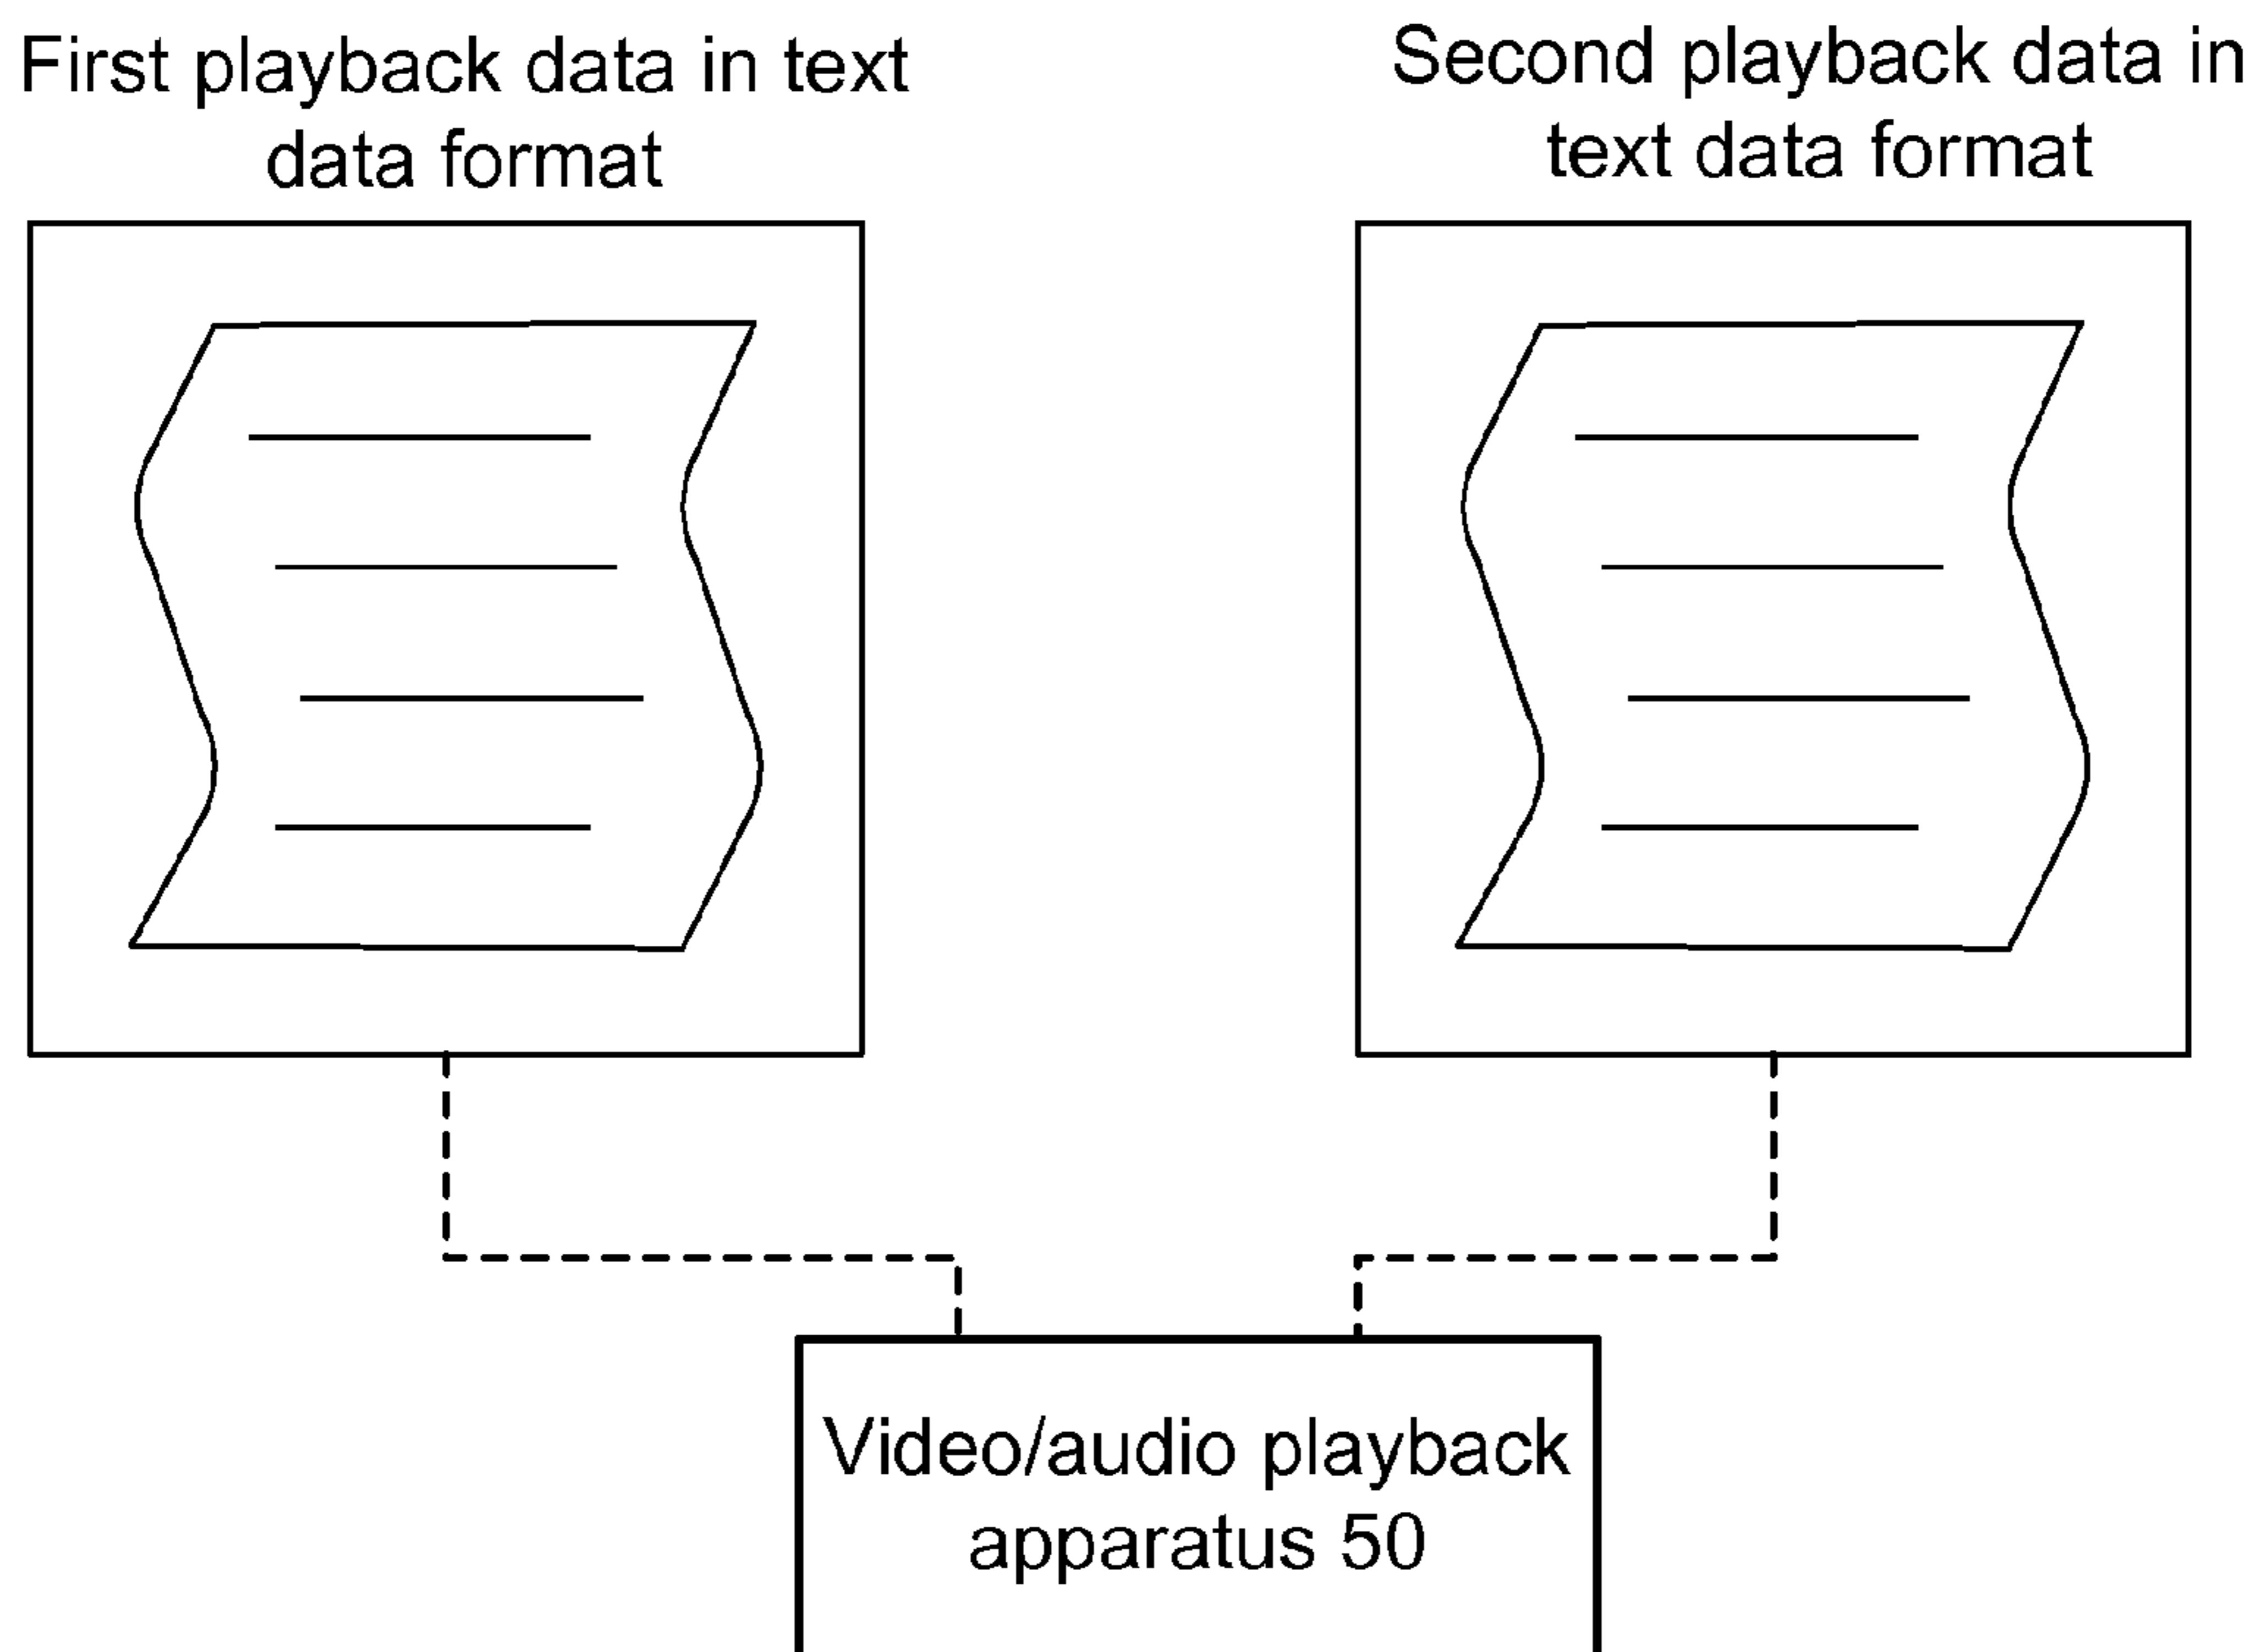 First playback data in text
data format
Second playback data in
text data format
Video/audio playback
apparatus 50